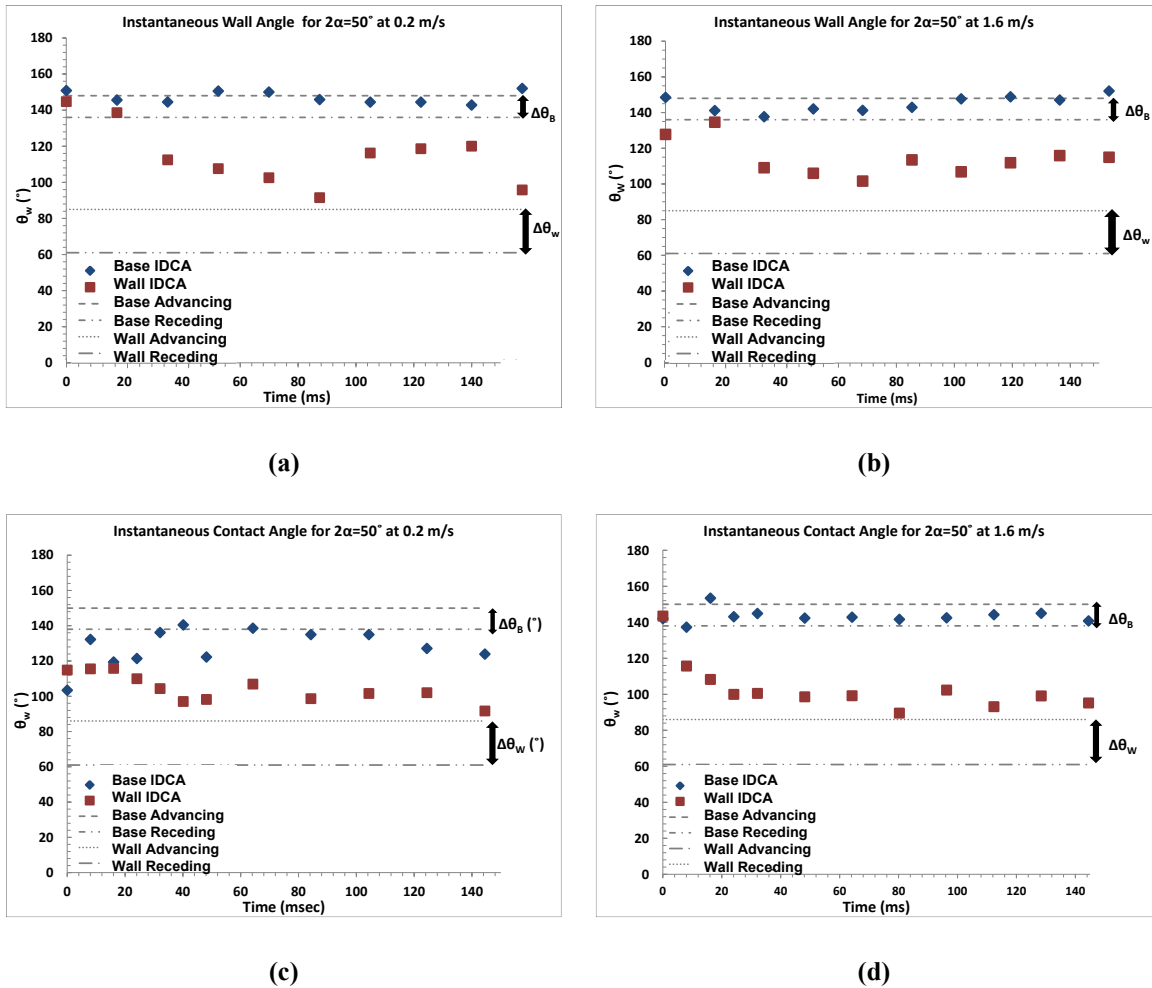 Instantaneous Wall Angle for 2α=50˚ at 0.2 m/s
180
160
140
120
100
80
60
40
20
0
θw (˚)
ΔθB
Δθw
Base IDCA
Wall IDCA
Base Advancing
Base Receding
Wall Advancing
Wall Receding
0 20 40 60 80 100 120 140
Time (ms)
(a)
Instantaneous Wall Angle for 2α=50˚ at 1.6 m/s
180
160
140
120
100
80
60
40
20
0
θw (˚)
ΔθB
Δθw
Base IDCA
Wall IDCA
Base Advancing
Base Receding
Wall Advancing
Wall Receding
0 20 40 60 80 100 120 140
Time (ms)
(b)
Instantaneous Contact Angle for 2α=50˚ at 0.2 m/s
180
160
140
120
100
80
60
40
20
0
θw (˚)
ΔθB (˚)
ΔθW (˚)
Base IDCA
Wall IDCA
Base Advancing
Base Receding
Wall Advancing
Wall Receding
0 20 40 60 80 100 120 140
Time (msec)
(c)
Instantaneous Contact Angle for 2α=50˚ at 1.6 m/s
180
160
140
120
100
80
60
40
20
0
θw (˚)
ΔθB
ΔθW
Base IDCA
Wall IDCA
Base Advancing
Base Receding
Wall Advancing
Wall Receding
0 20 40 60 80 100 120 140
Time (ms)
(d)